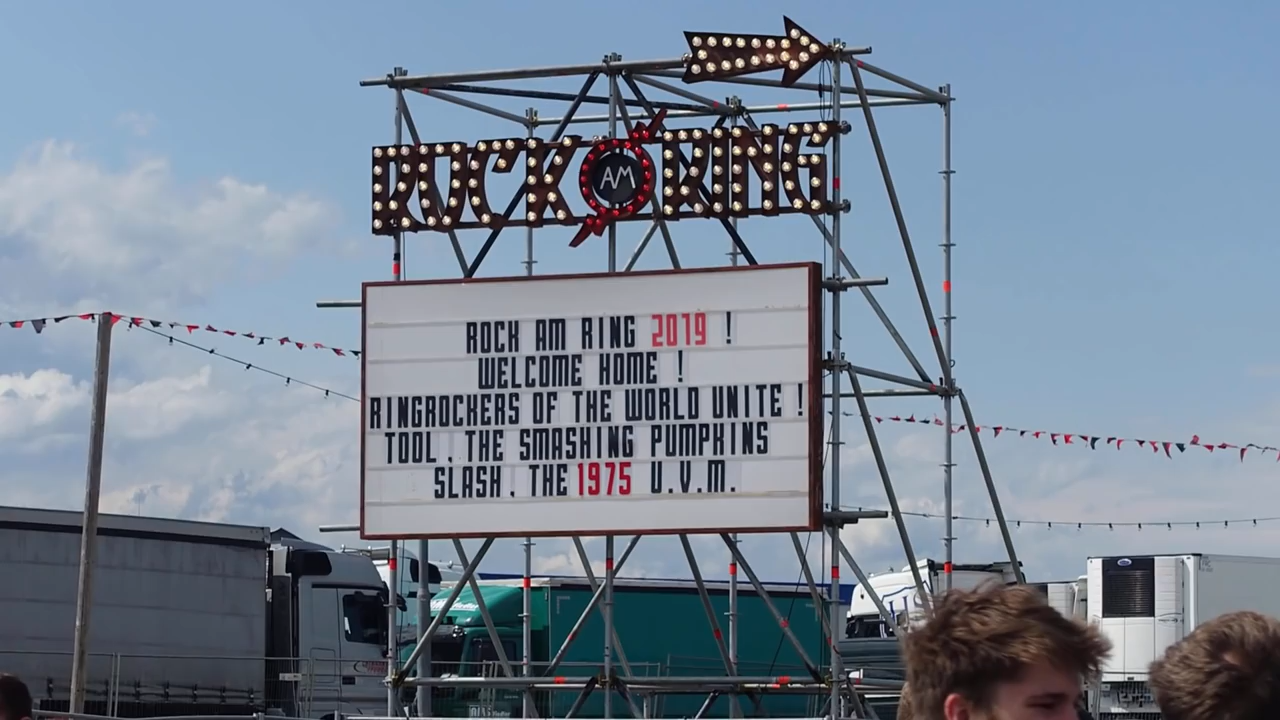 ROCK AM RING
ROCK AM RING 2019 !
WELCOME HOME !
RINGROCKERS OF THE WORLD UNITE !
TOOL . THE SMASHING PUMPKINS
SLASH . THE 1975 U.V.M.